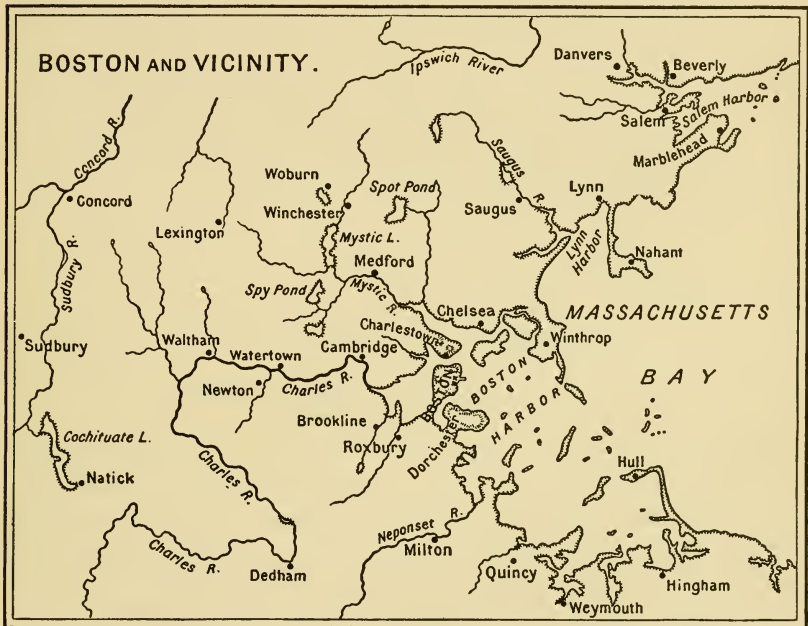 BOSTON AND VICINITY.
Ipswich River
Danvers
Beverly
Salem
Salem Harbor
Marblehead
Concord R.
Concord
Sudbury R.
Sudbury
Lexington
Woburn
Winchester
Spot Pond
Mystic L.
Medford
Mystic R.
Spy Pond
Saugus R.
Saugus
Lynn
Lynn Harbor
Nahant
Chelsea
Charlestown
Cambridge
Winthrop
MASSACHUSETTS
BAY
Waltham
Watertown
Newton
Charles R.
BOSTON
BOSTON HARBOR
Brookline
Roxbury
Dorchester
Cochituate L.
Natick
Charles R.
Charles R.
Dedham
Neponset R.
Milton
Quincy
Hull
Hingham
Weymouth